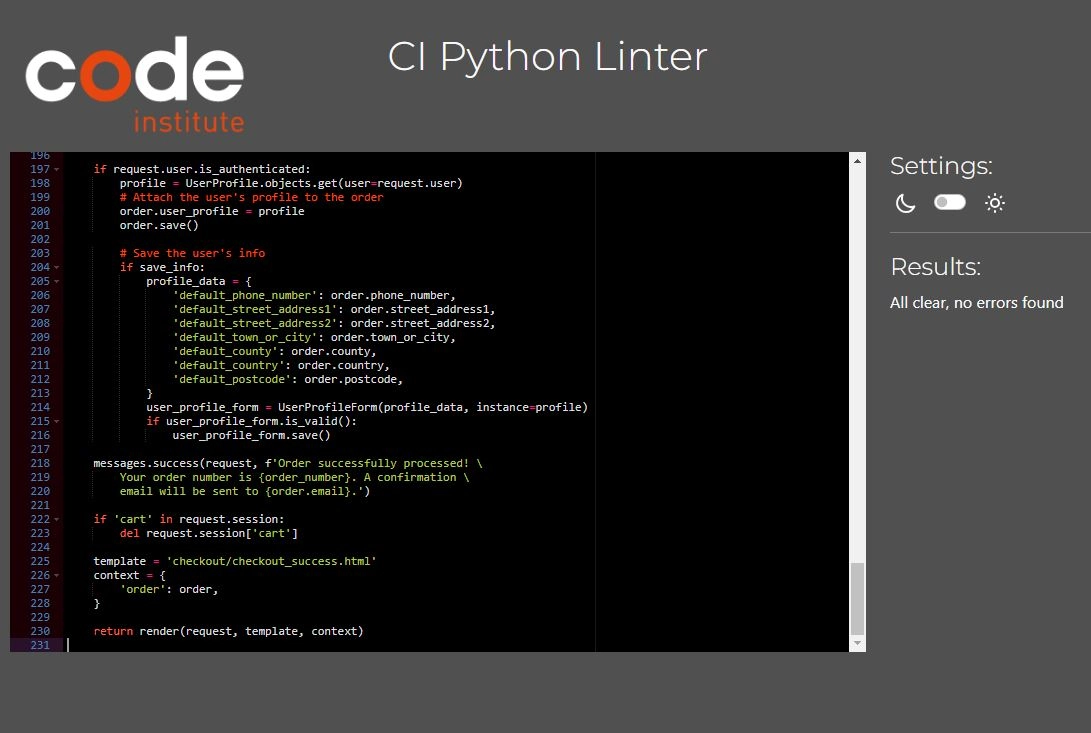 code
institute
CI Python Linter
196
197 if request.user.is_authenticated:
198 profile = UserProfile.objects.get(user=request.user)
199 # Attach the user's profile to the order
200 order.user_profile = profile
201 order.save()
202
203 # Save the user's info
204 if save_info:
205 profile_data = {
206 'default_phone_number': order.phone_number,
207 'default_street_address1': order.street_address1,
208 'default_street_address2': order.street_address2,
209 'default_town_or_city': order.town_or_city,
210 'default_county': order.county,
211 'default_country': order.country,
212 'default_postcode': order.postcode,
213 }
214 user_profile_form = UserProfileForm(profile_data, instance=profile)
215 if user_profile_form.is_valid():
216 user_profile_form.save()
217
218 messages.success(request, f'Order successfully processed! \
219 Your order number is {order_number}. A confirmation \
220 email will be sent to {order.email}.')
221
222 if 'cart' in request.session:
223 del request.session['cart']
224
225 template = 'checkout/checkout_success.html'
226 context = {
227 'order': order,
228 }
229
230 return render(request, template, context)
231
Settings:
Results:
All clear, no errors found